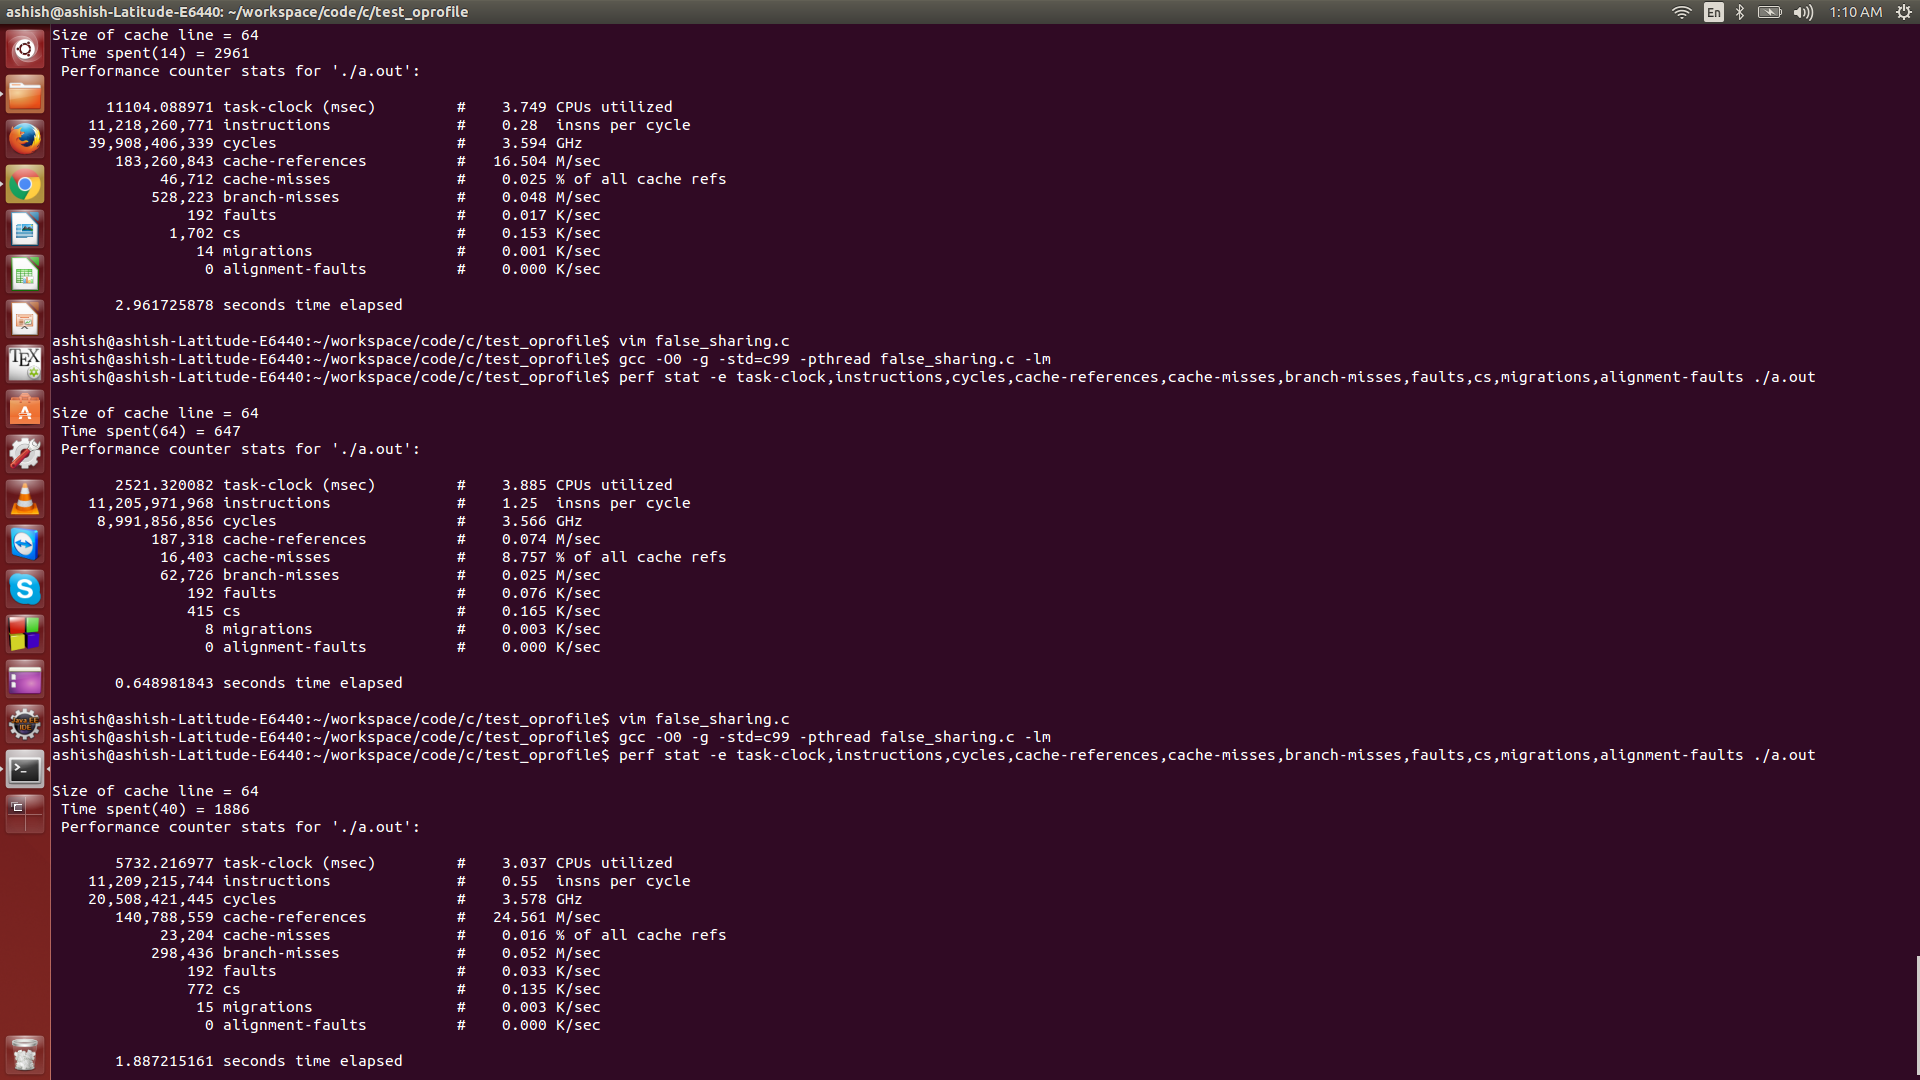 ashish@ashish-Latitude-E6440: ~/workspace/code/c/test_oprofile
En
1:10 AM
Size of cache line = 64
Time spent(14) = 2961
Performance counter stats for './a.out':
11104.088971 task-clock (msec) # 3.749 CPUs utilized
11,218,260,771 instructions # 0.28 insns per cycle
39,908,406,339 cycles # 3.594 GHz
183,260,843 cache-references # 16.504 M/sec
46,712 cache-misses # 0.025 % of all cache refs
528,223 branch-misses # 0.048 M/sec
192 faults # 0.017 K/sec
1,702 cs # 0.153 K/sec
14 migrations # 0.001 K/sec
0 alignment-faults # 0.000 K/sec
2.961725878 seconds time elapsed
ashish@ashish-Latitude-E6440:~/workspace/code/c/test_oprofile$ vim false_sharing.c
ashish@ashish-Latitude-E6440:~/workspace/code/c/test_oprofile$ gcc -O0 -g -std=c99 -pthread false_sharing.c -lm
ashish@ashish-Latitude-E6440:~/workspace/code/c/test_oprofile$ perf stat -e task-clock,instructions,cycles,cache-references,cache-misses,branch-misses,faults,cs,migrations,alignment-faults ./a.out
Size of cache line = 64
Time spent(64) = 647
Performance counter stats for './a.out':
2521.320082 task-clock (msec) # 3.885 CPUs utilized
11,205,971,968 instructions # 1.25 insns per cycle
8,991,856,856 cycles # 3.566 GHz
187,318 cache-references # 0.074 M/sec
16,403 cache-misses # 8.757 % of all cache refs
62,726 branch-misses # 0.025 M/sec
192 faults # 0.076 K/sec
415 cs # 0.165 K/sec
8 migrations # 0.003 K/sec
0 alignment-faults # 0.000 K/sec
0.648981843 seconds time elapsed
ashish@ashish-Latitude-E6440:~/workspace/code/c/test_oprofile$ vim false_sharing.c
ashish@ashish-Latitude-E6440:~/workspace/code/c/test_oprofile$ gcc -O0 -g -std=c99 -pthread false_sharing.c -lm
ashish@ashish-Latitude-E6440:~/workspace/code/c/test_oprofile$ perf stat -e task-clock,instructions,cycles,cache-references,cache-misses,branch-misses,faults,cs,migrations,alignment-faults ./a.out
Size of cache line = 64
Time spent(40) = 1886
Performance counter stats for './a.out':
5732.216977 task-clock (msec) # 3.037 CPUs utilized
11,209,215,744 instructions # 0.55 insns per cycle
20,508,421,445 cycles # 3.578 GHz
140,788,559 cache-references # 24.561 M/sec
23,204 cache-misses # 0.016 % of all cache refs
298,436 branch-misses # 0.052 M/sec
192 faults # 0.033 K/sec
772 cs # 0.135 K/sec
15 migrations # 0.003 K/sec
0 alignment-faults # 0.000 K/sec
1.887215161 seconds time elapsed
TEX
Java EE
IDE